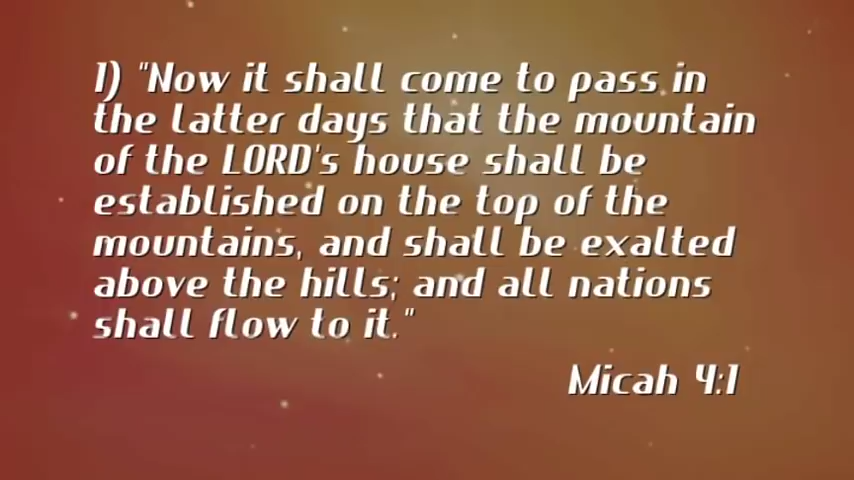 1) "Now it shall come to pass in
the latter days that the mountain
of the LORD's house shall be
established on the top of the
mountains, and shall be exalted
above the hills; and all nations
shall flow to it."
Micah 4:1